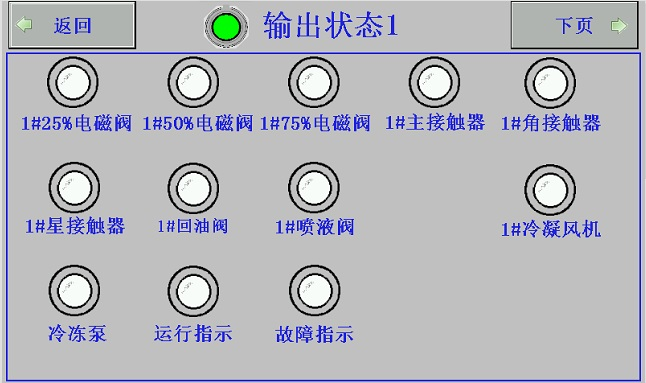 返回
输出状态1
下页
1#25%电磁阀
1#50%电磁阀
1#75%电磁阀
1#主接触器
1#角接触器
1#星接触器
1#回油阀
1#喷液阀
1#冷凝风机
冷冻泵
运行指示
故障指示